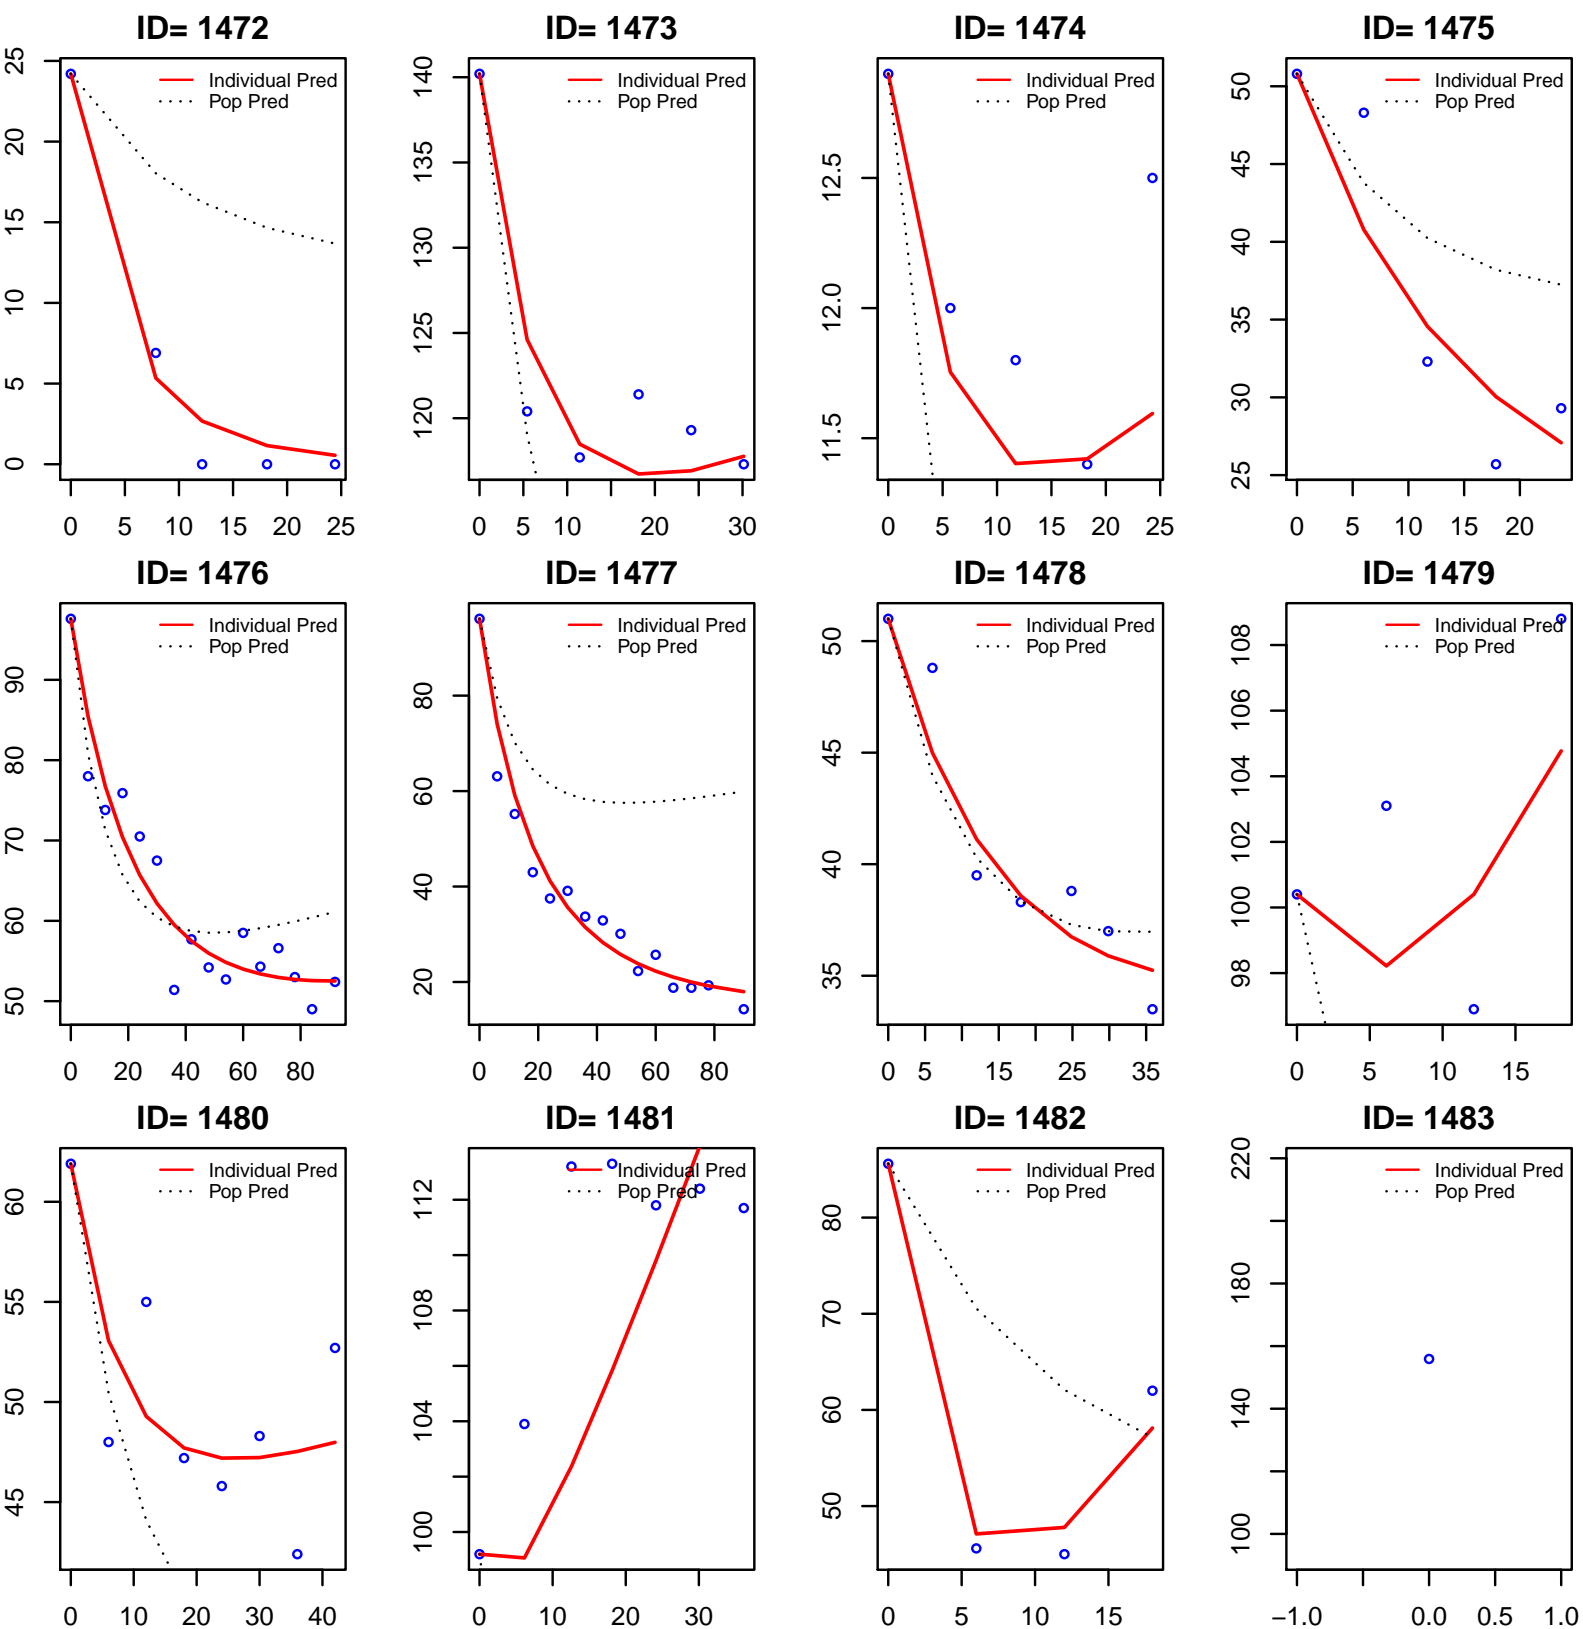 ID= 1472
Individual Pred
Pop Pred
0 5 10 15 20 25
0 5 10 15 20 25
ID= 1473
Individual Pred
Pop Pred
120 125 130 135 140
0 5 10 20 30
ID= 1474
Individual Pred
Pop Pred
11.5 12.0 12.5
0 5 10 15 20 25
ID= 1475
Individual Pred
Pop Pred
25 30 35 40 45 50
0 5 10 15 20
ID= 1476
Individual Pred
Pop Pred
50 60 70 80 90
0 20 40 60 80
ID= 1477
Individual Pred
Pop Pred
20 40 60 80
0 20 40 60 80
ID= 1478
Individual Pred
Pop Pred
35 40 45 50
0 5 15 25 35
ID= 1479
Individual Pred
Pop Pred
98 100 102 104 106 108
0 5 10 15
ID= 1480
Individual Pred
Pop Pred
45 50 55 60
0 10 20 30 40
ID= 1481
Individual Pred
Pop Pred
100 104 108 112
0 10 20 30
ID= 1482
Individual Pred
Pop Pred
50 60 70 80
0 5 10 15
ID= 1483
Individual Pred
Pop Pred
100 140 180 220
−1.0 0.0 0.5 1.0